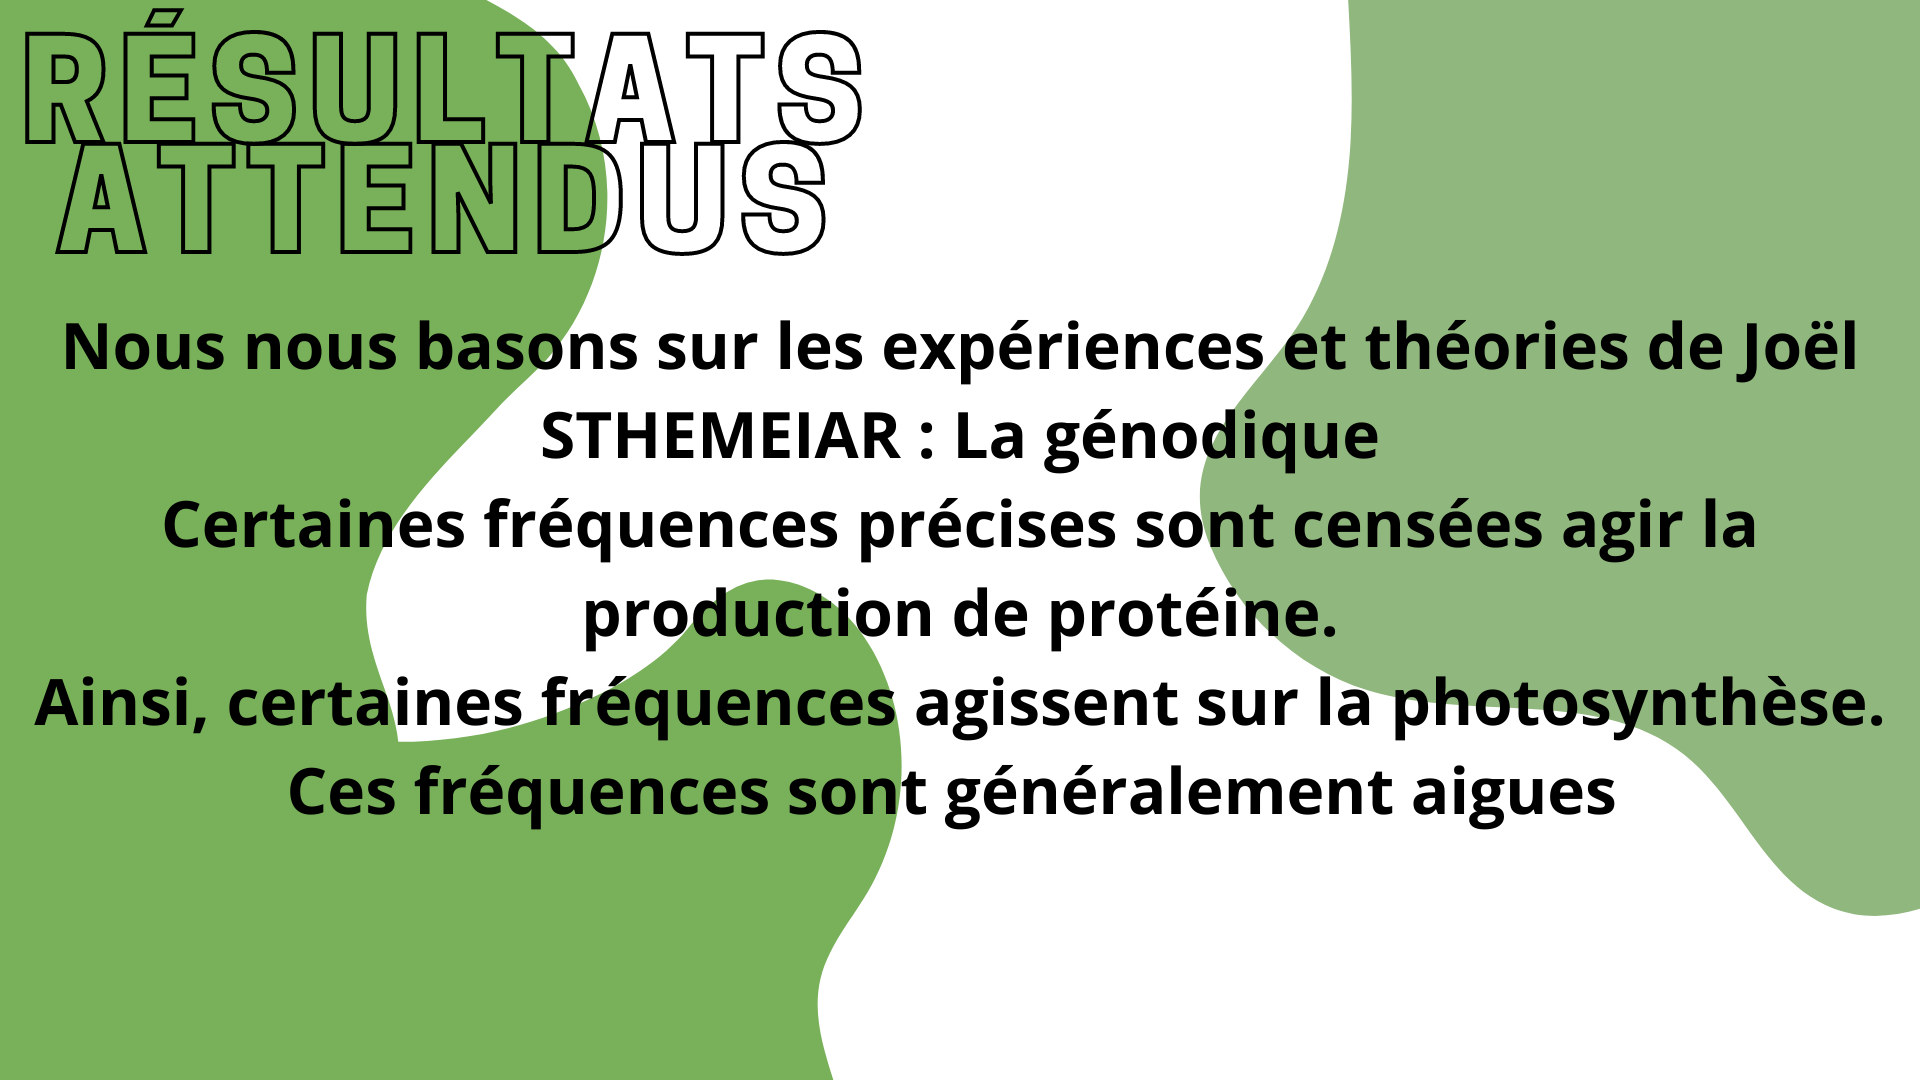 RÉSULTATS
ATTENDUS
Nous nous basons sur les expériences et théories de Joël
STHEMEIAR : La génodique
Certaines fréquences précises sont censées agir la
production de protéine.
Ainsi, certaines fréquences agissent sur la photosynthèse.
Ces fréquences sont généralement aigues